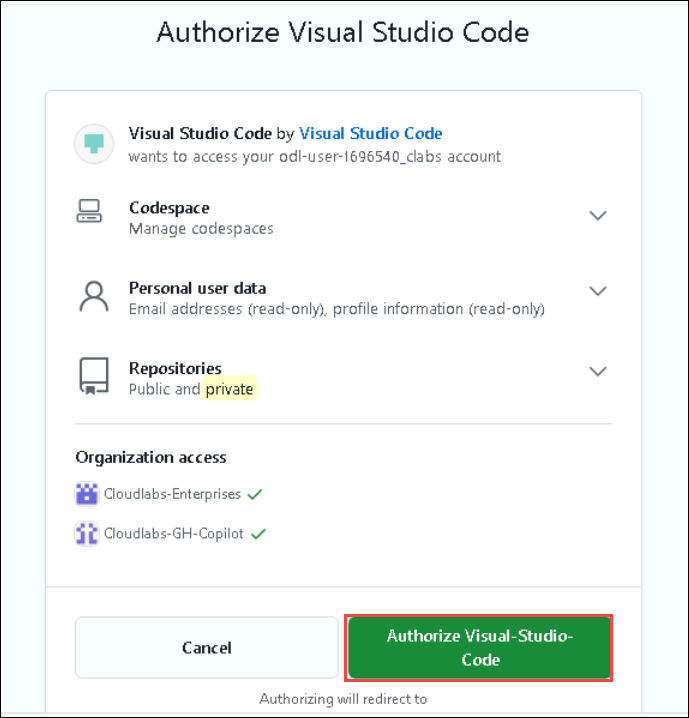 Authorize Visual Studio Code
Visual Studio Code by Visual Studio Code
wants to access your odl-user-1696540_clabs account
Codespace
Manage codespaces
Personal user data
Email addresses (read-only), profile information (read-only)
Repositories
Public and private
Organization access
Cloudlabs-Enterprises
Cloudlabs-GH-Copilot
Cancel
Authorize Visual-Studio-
Code
Authorizing will redirect to